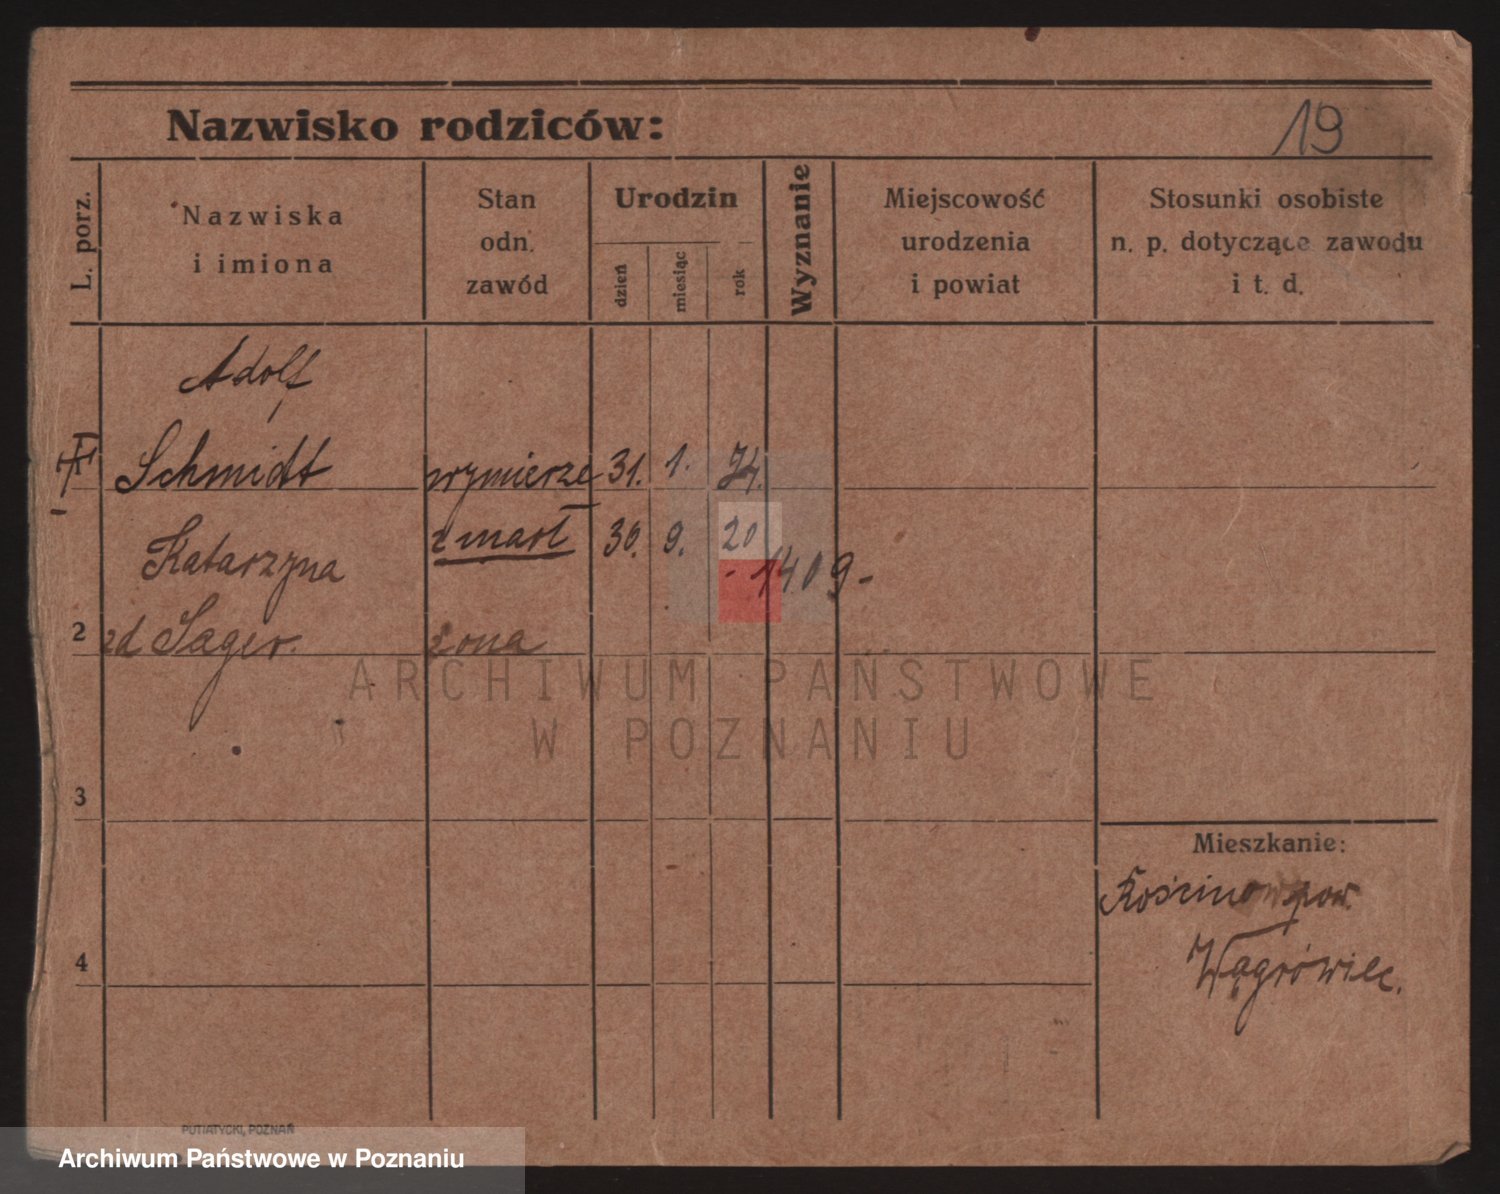 Nazwisko rodziców:
19
L. porz.
Nazwiska
i imiona
Stan
odn.
zawód
Urodzin
dzień
miesiąc
rok
Wyznanie
Miejscowość
urodzenia
i powiat
Stosunki osobiste
n. p. dotyczące zawodu
i t. d.
Adolf
Schmidt wymierze 31. 1. 74.
zmarł 30. 9. 20
Katarzyna
- 1409-
2 zd Sager. żona
ARCHIWUM PAŃSTWOWE
W POZNANIU
3
Mieszkanie:
pow.
4
Wągrówiec.
PUTIATYCKI, POZNAŃ
Archiwum Państwowe w Poznaniu